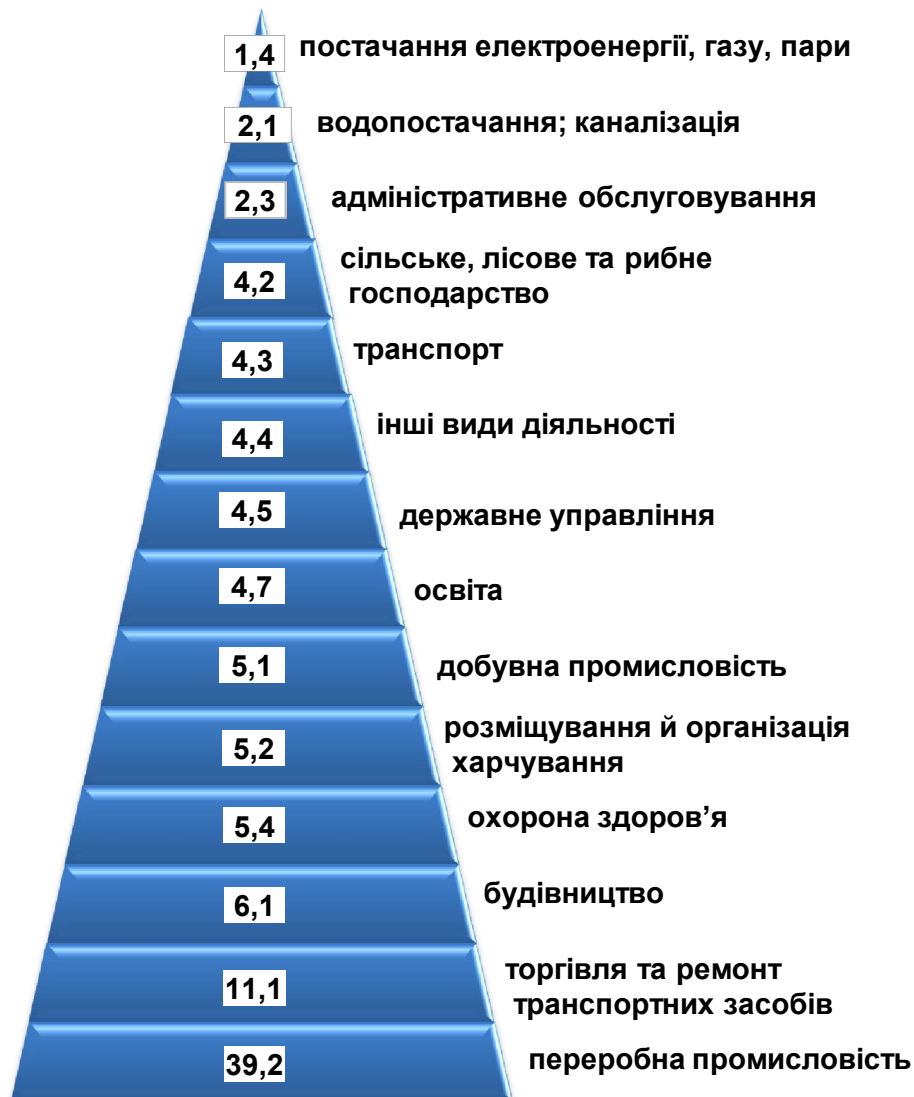 1,4 постачання електроенергії, газу, пари
2,1 водопостачання; каналізація
2,3 адміністративне обслуговування
4,2 сільське, лісове та рибне
господарство
4,3 транспорт
4,4 інші види діяльності
4,5 державне управління
4,7 освіта
5,1 добувна промисловість
5,2 розміщування й організація
харчування
5,4 охорона здоров’я
6,1 будівництво
11,1 торгівля та ремонт
транспортних засобів
39,2 переробна промисловість